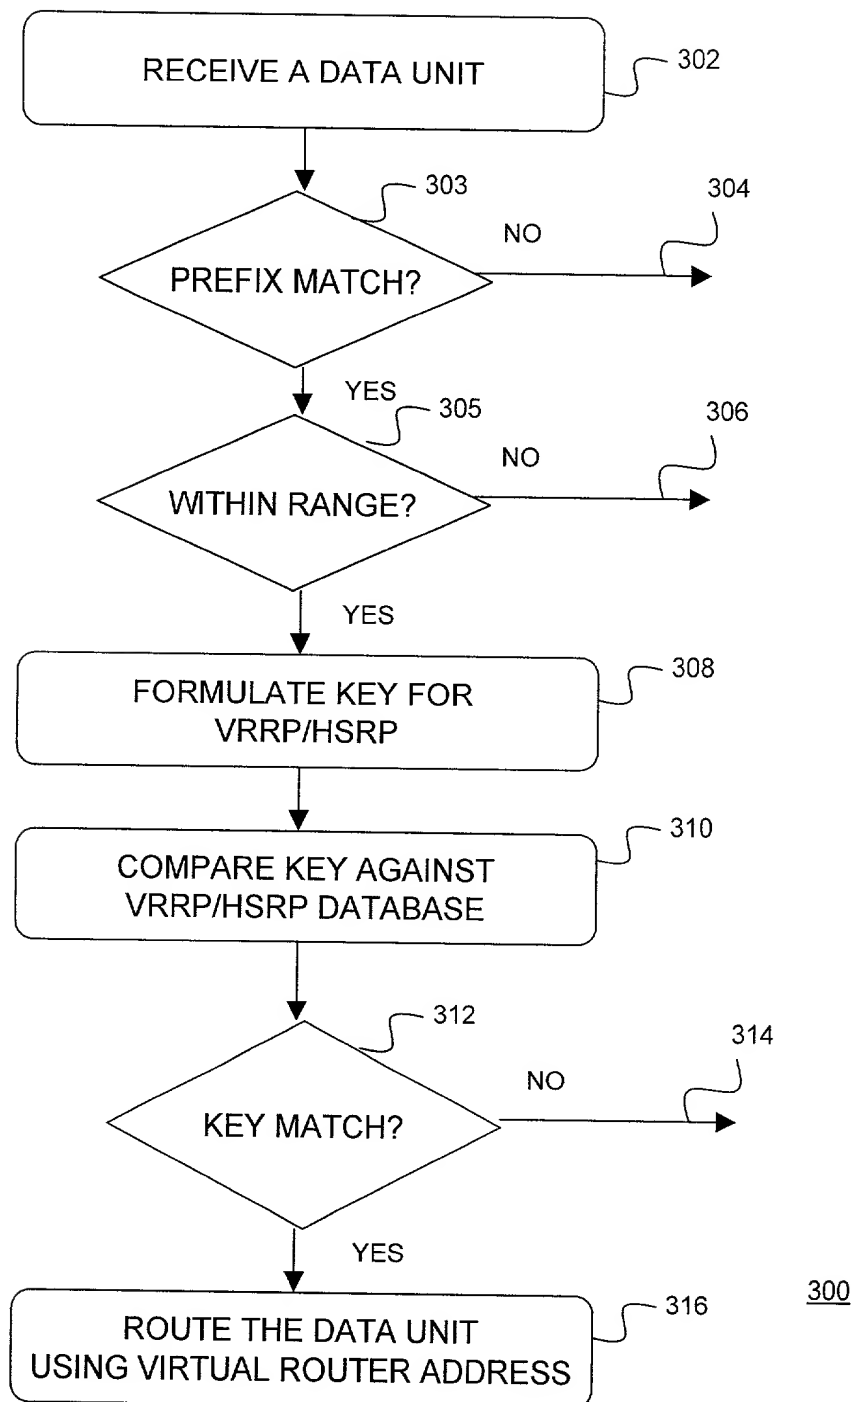 RECEIVE A DATA UNIT
302
303
304
NO
PREFIX MATCH?
YES
305
306
NO
WITHIN RANGE?
YES
308
FORMULATE KEY FOR
VRRP/HSRP
310
COMPARE KEY AGAINST
VRRP/HSRP DATABASE
312
314
NO
KEY MATCH?
YES
300
316
ROUTE THE DATA UNIT
USING VIRTUAL ROUTER ADDRESS